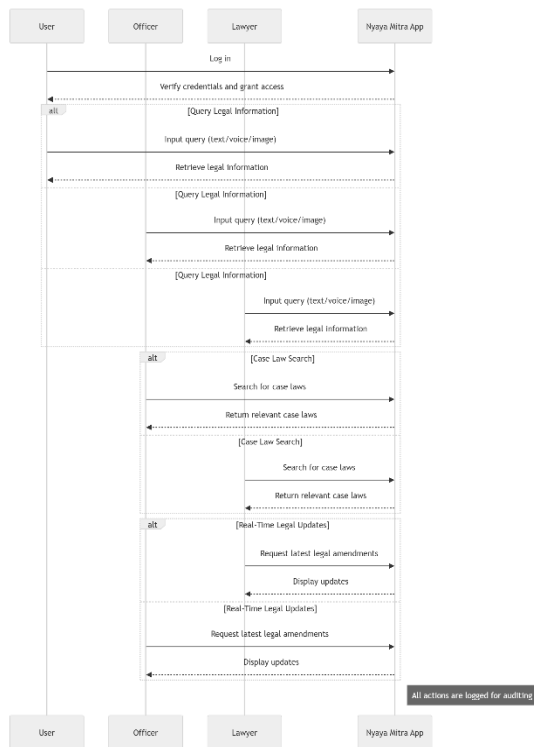 User Officer Lawyer Nyaya Mitra App
Log in
Verify credentials and grant access
alt [Query Legal Information]
Input query (text/voice/image)
Retrieve legal information
[Query Legal Information]
Input query (text/voice/image)
Retrieve legal information
[Query Legal Information]
Input query (text/voice/image)
Retrieve legal information
alt [Case Law Search]
Search for case laws
Return relevant case laws
[Case Law Search]
Search for case laws
Return relevant case laws
alt [Real-Time Legal Updates]
Request latest legal amendments
Display updates
[Real-Time Legal Updates]
Request latest legal amendments
Display updates
All actions are logged for auditing
User Officer Lawyer Nyaya Mitra App